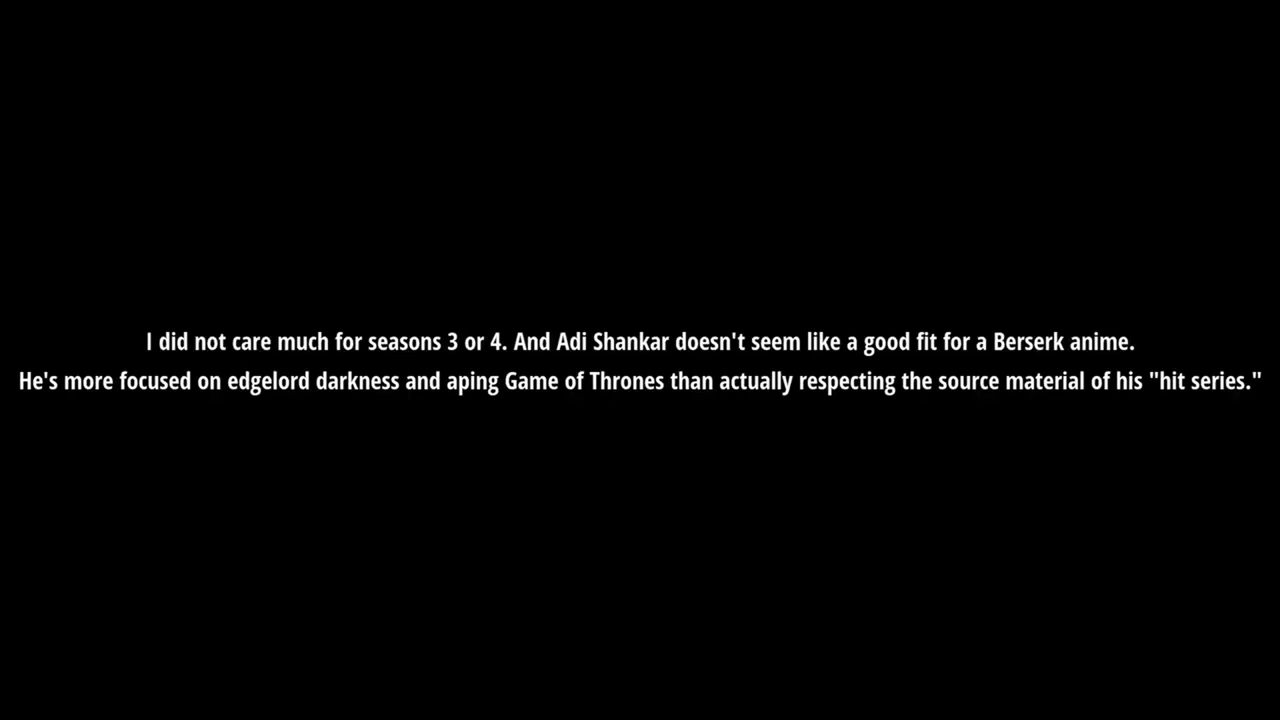 I did not care much for seasons 3 or 4. And Adi Shankar doesn't seem like a good fit for a Berserk anime.
He's more focused on edgelord darkness and aping Game of Thrones than actually respecting the source material of his "hit series."